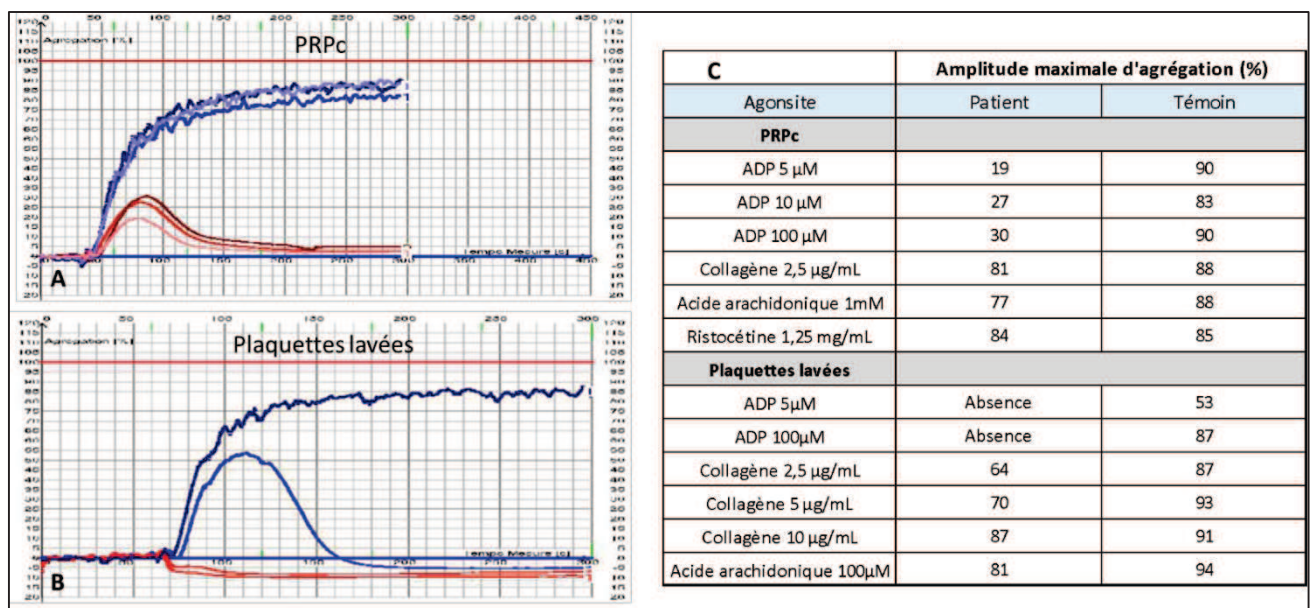 PRPc
Agrégation [%]
Temps Mesure [s]
A
Plaquettes lavées
Agrégation [%]
Temps Mesure [s]
B
C
Amplitude maximale d'agrégation (%)
Agonsite Patient Témoin
PRPc
ADP 5 µM 19 90
ADP 10 µM 27 83
ADP 100 µM 30 90
Collagène 2,5 µg/mL 81 88
Acide arachidonique 1mM 77 88
Ristocétine 1,25 mg/mL 84 85
Plaquettes lavées
ADP 5µM Absence 53
ADP 100µM Absence 87
Collagène 2,5 µg/mL 64 87
Collagène 5 µg/mL 70 93
Collagène 10 µg/mL 87 91
Acide arachidonique 100µM 81 94